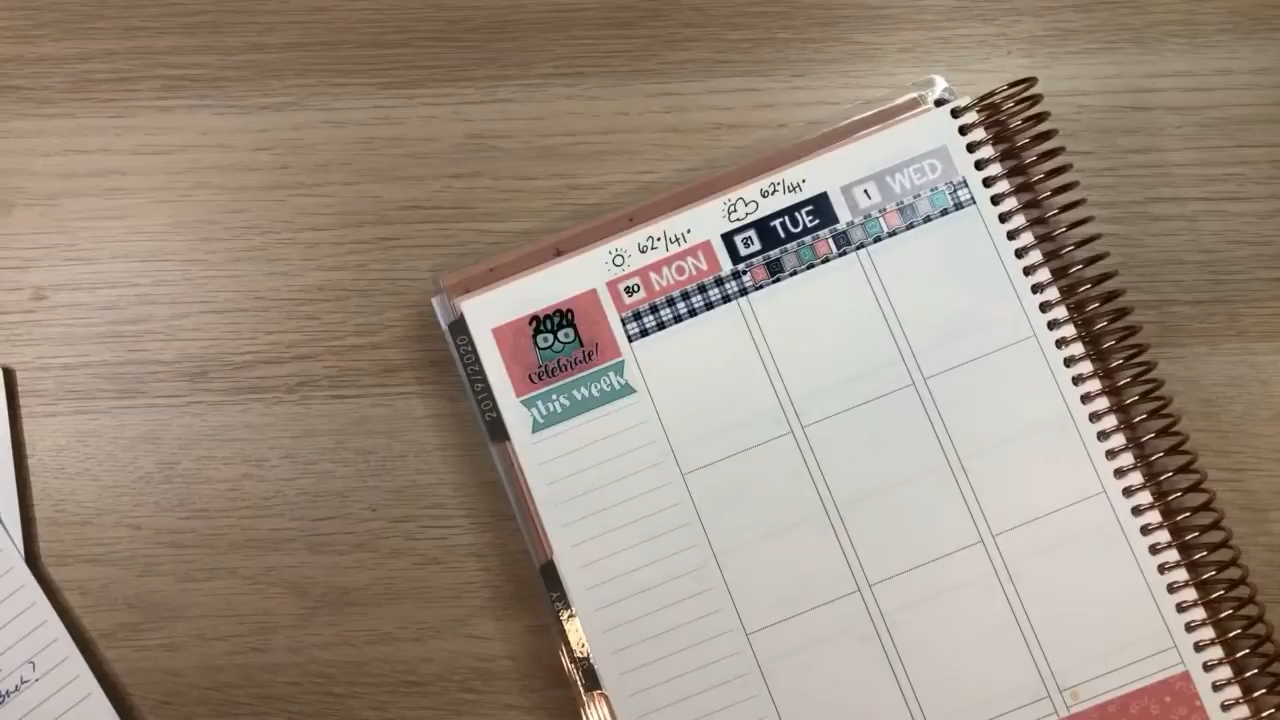 62°/41°
62°/41°
1 WED
31 TUE
30 MON
2020
celebrate!
this week
2019/2020